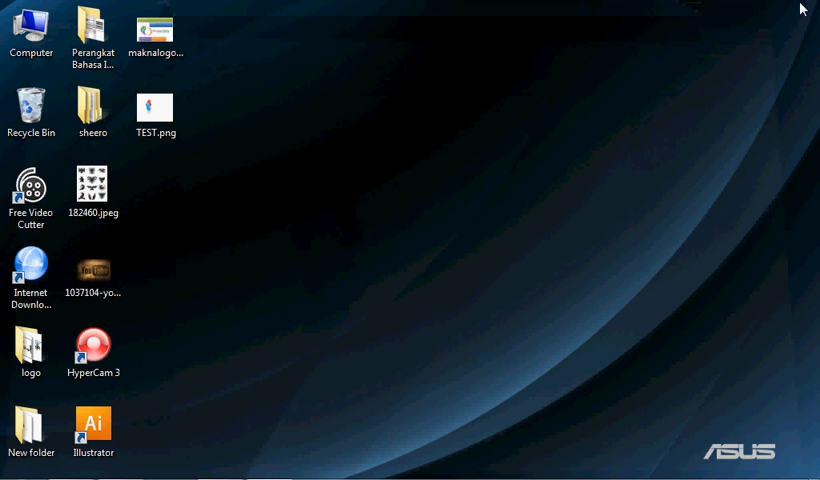 Computer
Perangkat
Bahasa I...
maknalogo...
Recycle Bin
sheero
TEST.png
Free Video
Cutter
182460.jpeg
Internet
Downlo...
YouTube
1037104-yo...
logo
HyperCam 3
New folder
Ai
Illustrator
ASUS